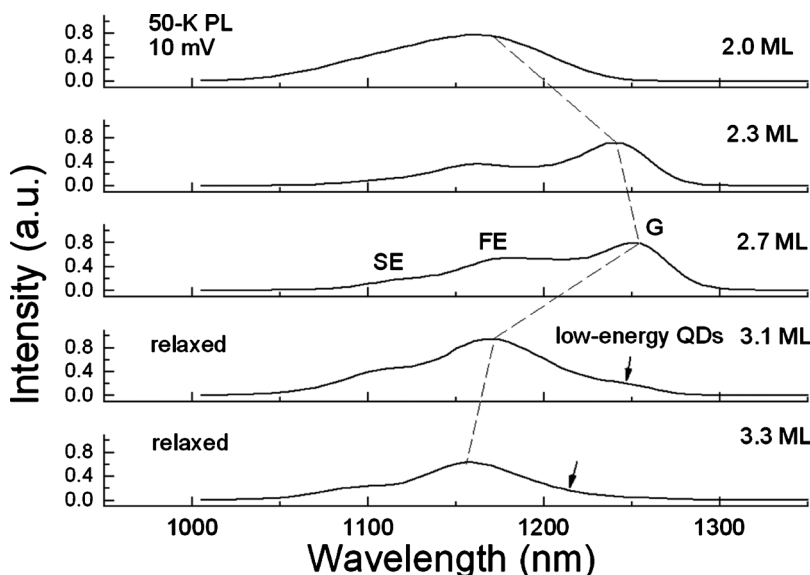 50-K PL
10 mV
2.0 ML
0.8
0.4
0.0
2.3 ML
0.8
0.4
0.0
2.7 ML
G
FE
SE
0.8
0.4
0.0
relaxed
low-energy QDs
3.1 ML
0.8
0.4
0.0
relaxed
3.3 ML
0.8
0.4
0.0
1000 1100 1200 1300
Wavelength (nm)
Intensity (a.u.)